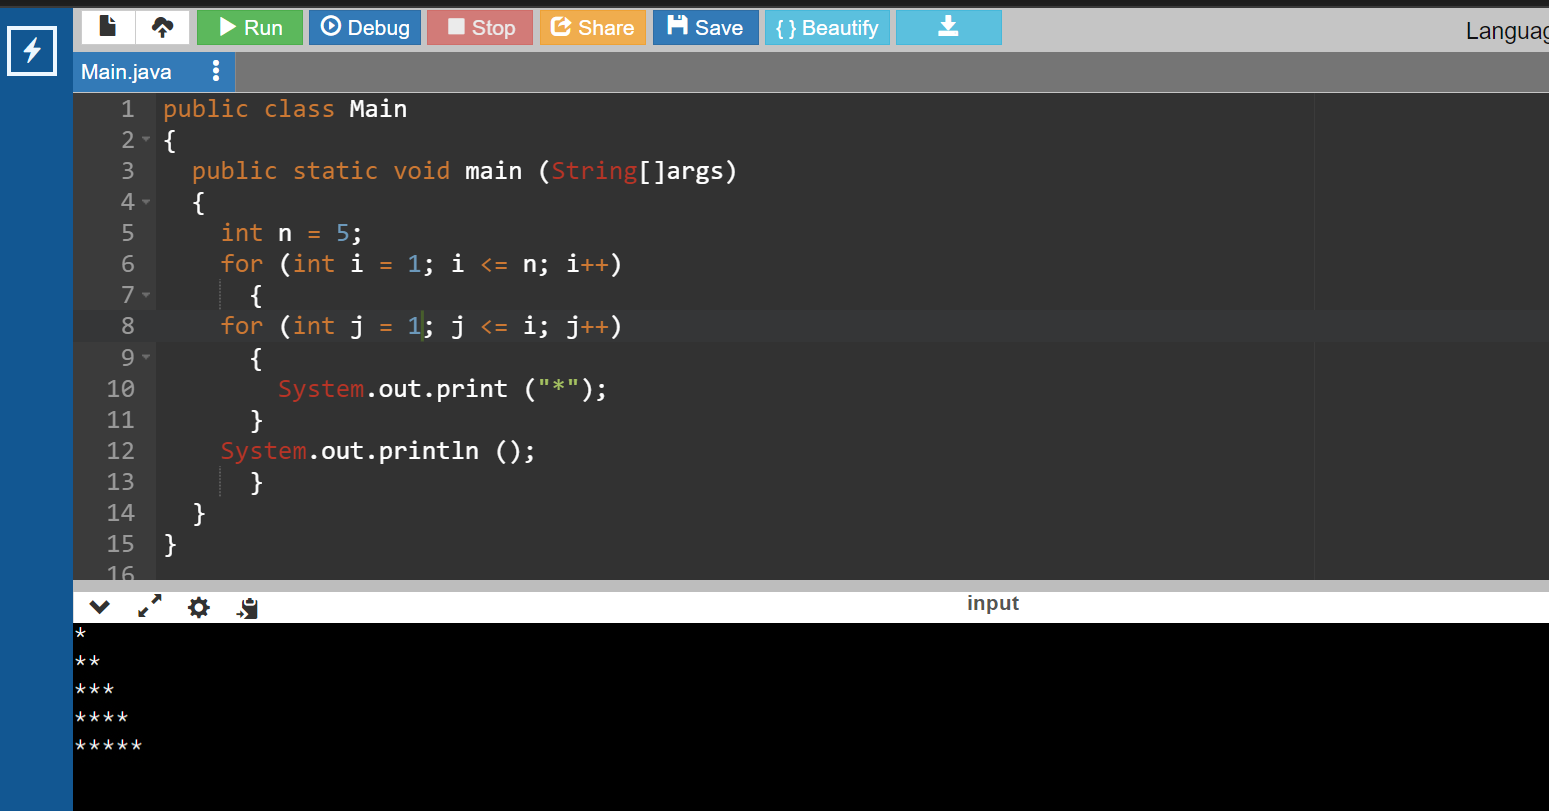 Run Debug Stop Share Save { } Beautify
Main.java
1 public class Main
2 {
3   public static void main (String[]args)
4   {
5     int n = 5;
6     for (int i = 1; i <= n; i++)
7       {
8     for (int j = 1; j <= i; j++)
9       {
10         System.out.print ("*");
11       }
12     System.out.println ();
13       }
14   }
15 }
16
input
*
**
***
****
*****